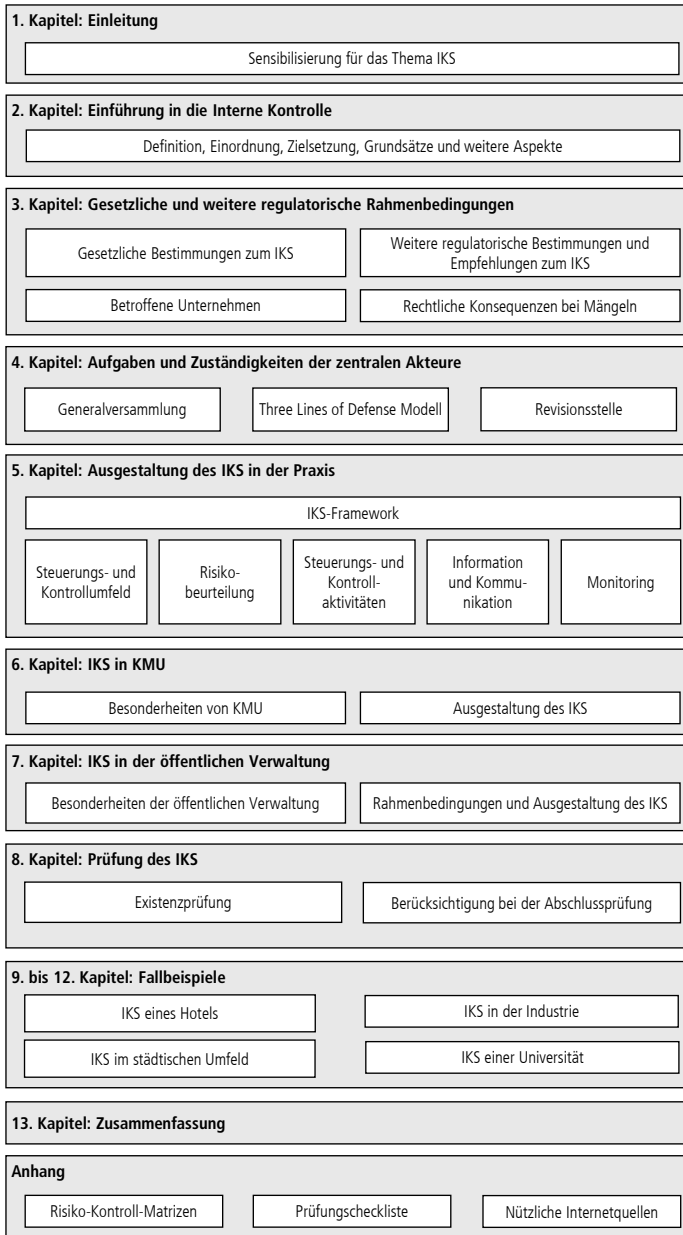 1. Kapitel: Einleitung
Sensibilisierung für das Thema IKS
2. Kapitel: Einführung in die Interne Kontrolle
Definition, Einordnung, Zielsetzung, Grundsätze und weitere Aspekte
3. Kapitel: Gesetzliche und weitere regulatorische Rahmenbedingungen
Gesetzliche Bestimmungen zum IKS
Weitere regulatorische Bestimmungen und
Empfehlungen zum IKS
Betroffene Unternehmen
Rechtliche Konsequenzen bei Mängeln
4. Kapitel: Aufgaben und Zuständigkeiten der zentralen Akteure
Generalversammlung
Three Lines of Defense Modell
Revisionsstelle
5. Kapitel: Ausgestaltung des IKS in der Praxis
IKS-Framework
Steuerungs- und
Kontrollumfeld
Risiko-
beurteilung
Steuerungs- und
Kontroll-
aktivitäten
Information
und Kommu-
nikation
Monitoring
6. Kapitel: IKS in KMU
Besonderheiten von KMU
Ausgestaltung des IKS
7. Kapitel: IKS in der öffentlichen Verwaltung
Besonderheiten der öffentlichen Verwaltung
Rahmenbedingungen und Ausgestaltung des IKS
8. Kapitel: Prüfung des IKS
Existenzprüfung
Berücksichtigung bei der Abschlussprüfung
9. bis 12. Kapitel: Fallbeispiele
IKS eines Hotels
IKS in der Industrie
IKS im städtischen Umfeld
IKS einer Universität
13. Kapitel: Zusammenfassung
Anhang
Risiko-Kontroll-Matrizen
Prüfungscheckliste
Nützliche Internetquellen